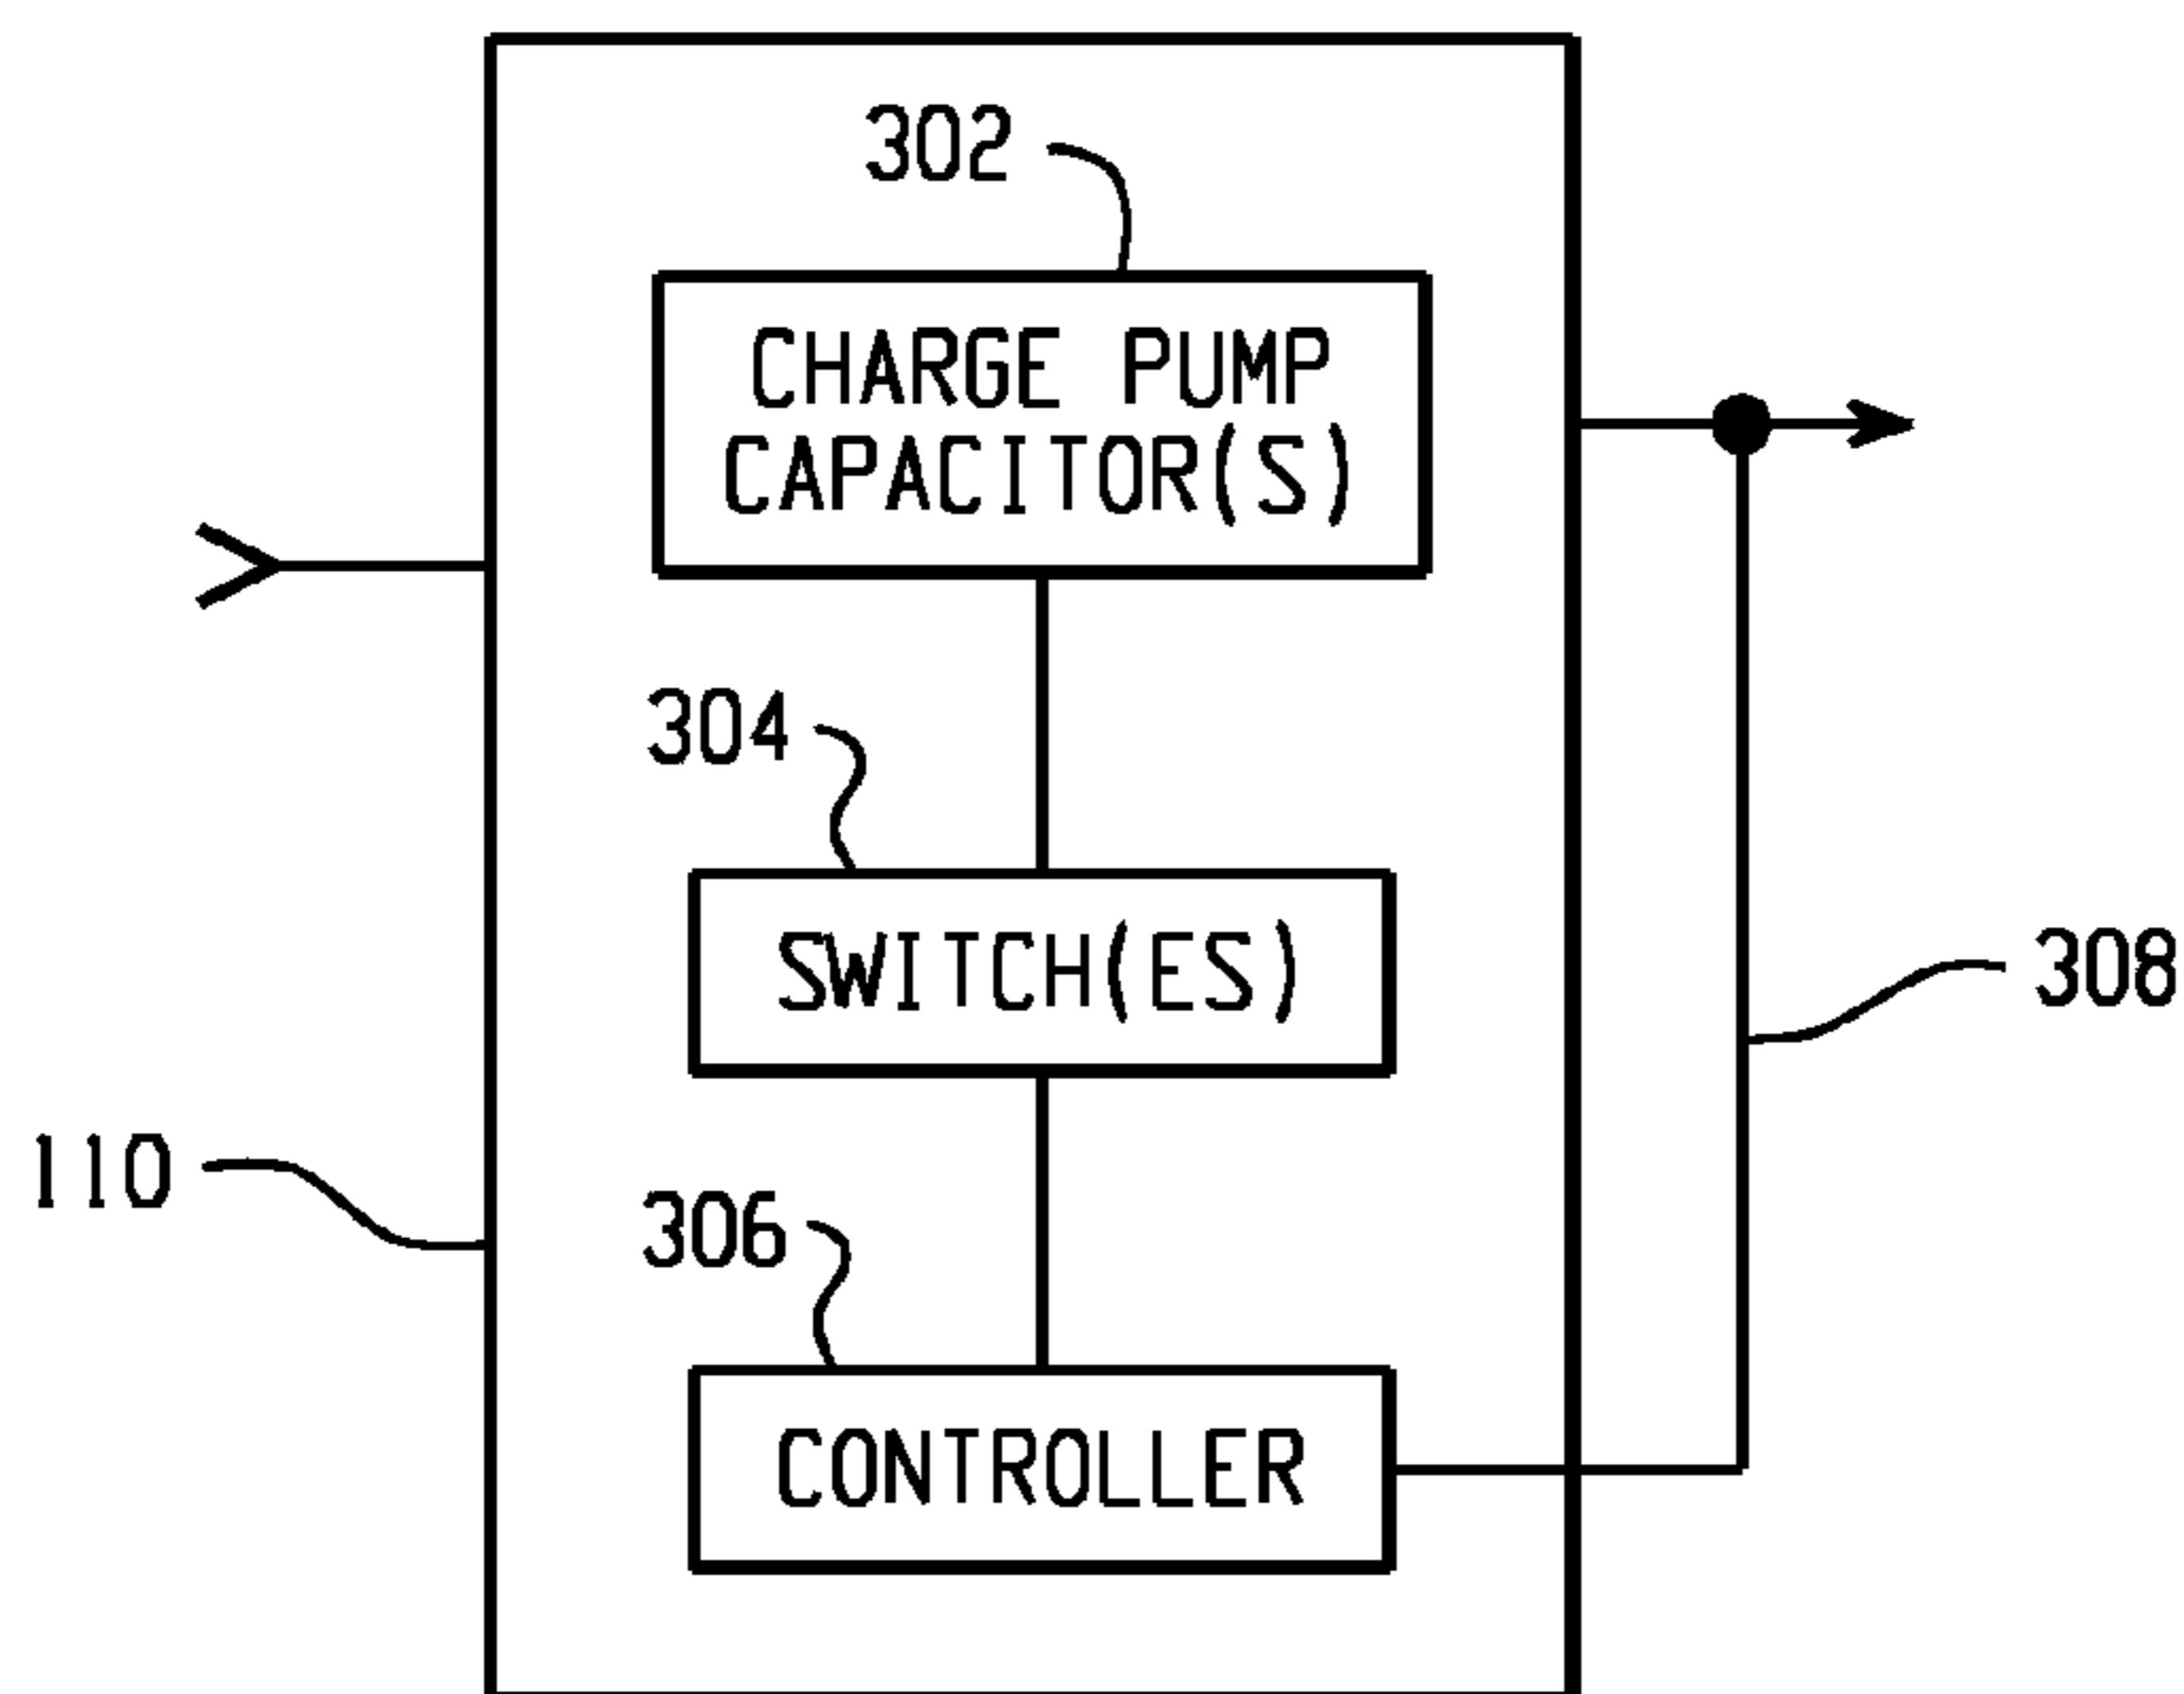 302
CHARGE PUMP
CAPACITOR(S)
304
SWITCH(ES)
308
110
306
CONTROLLER